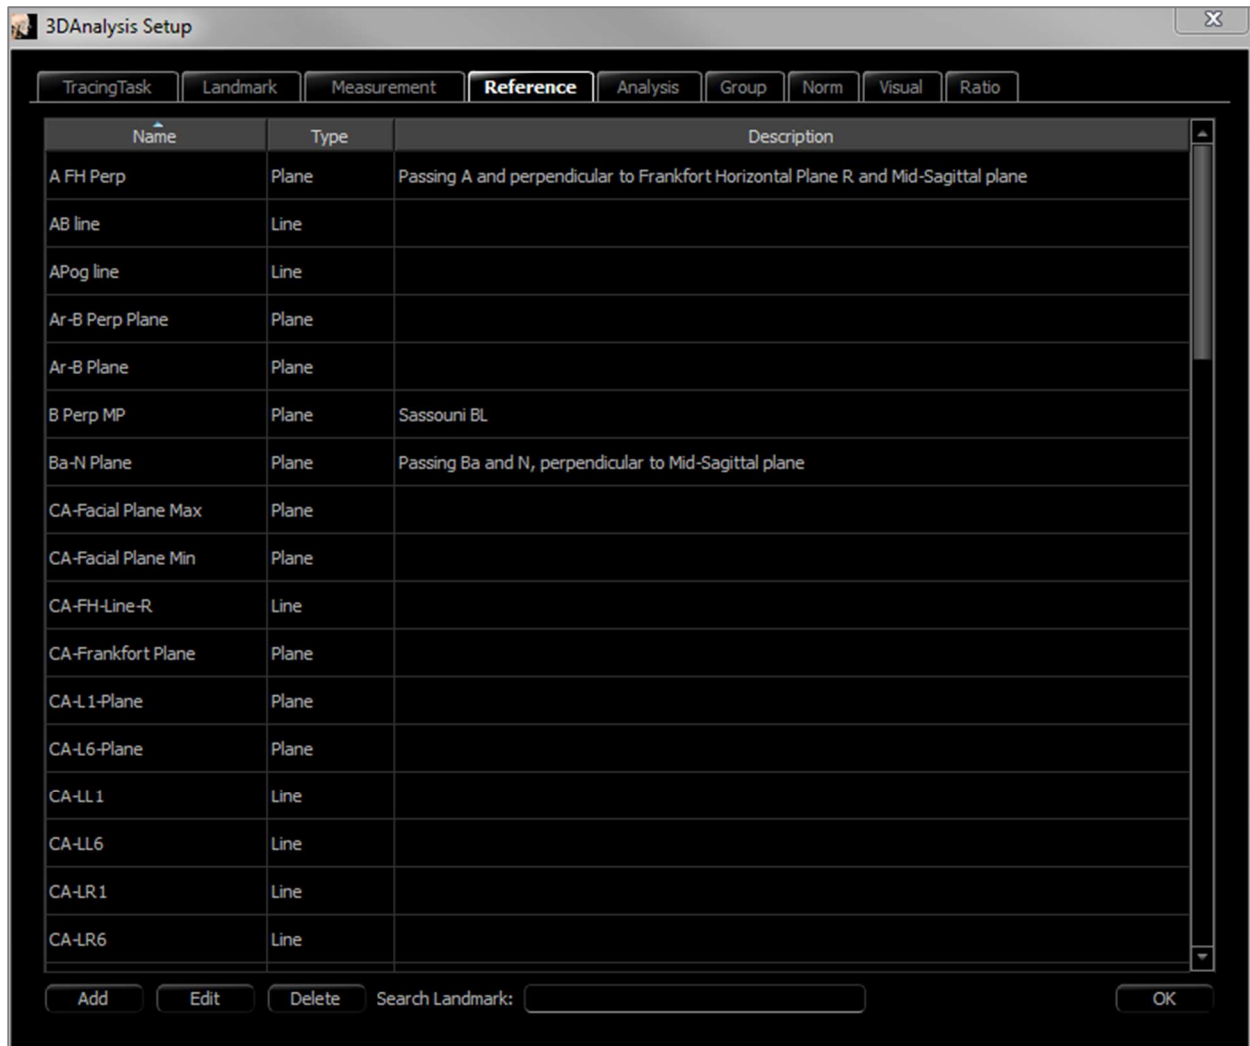 3DAnalysis Setup
TracingTask Landmark Measurement Reference Analysis Group Norm Visual Ratio
Name Type Description
A FH Perp Plane Passing A and perpendicular to Frankfort Horizontal Plane R and Mid-Sagittal plane
AB line Line
APog line Line
Ar-B Perp Plane Plane
Ar-B Plane Plane
B Perp MP Plane Sassouni BL
Ba-N Plane Plane Passing Ba and N, perpendicular to Mid-Sagittal plane
CA-Facial Plane Max Plane
CA-Facial Plane Min Plane
CA-FH-Line-R Line
CA-Frankfort Plane Plane
CA-L1-Plane Plane
CA-L6-Plane Plane
CA-LL1 Line
CA-LL6 Line
CA-LR1 Line
CA-LR6 Line
Add Edit Delete Search Landmark: OK